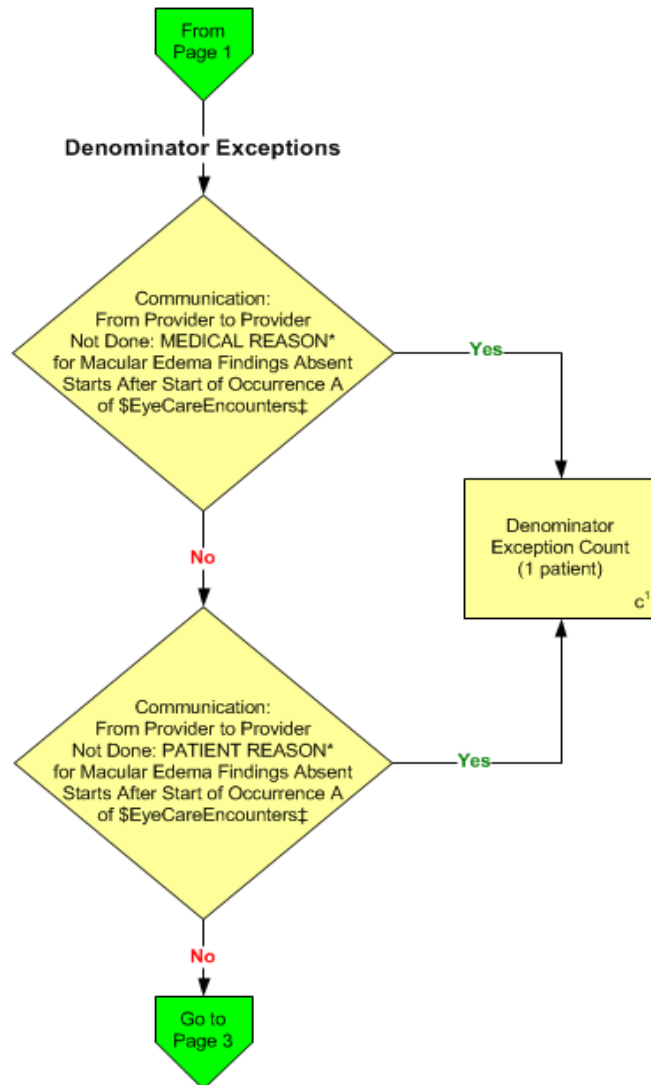 From
Page 1
Denominator Exceptions
Communication:
From Provider to Provider
Not Done: MEDICAL REASON*
for Macular Edema Findings Absent
Starts After Start of Occurrence A
of $EyeCareEncounters‡
Yes
Denominator
Exception Count
(1 patient)
c¹
No
Communication:
From Provider to Provider
Not Done: PATIENT REASON*
for Macular Edema Findings Absent
Starts After Start of Occurrence A
of $EyeCareEncounters‡
Yes
No
Go to
Page 3